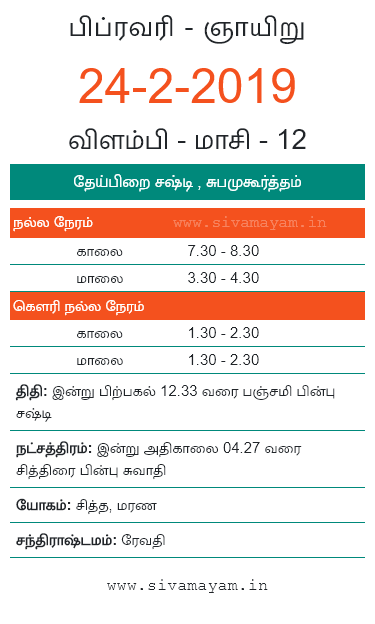 பிப்ரவரி - ஞாயிறு
24-2-2019
விளம்பி - மாசி - 12
தேய்பிறை சஷ்டி , சுபமுகூர்த்தம்
நல்ல நேரம் www.sivamayam.in
காலை 7.30 - 8.30
மாலை 3.30 - 4.30
கௌரி நல்ல நேரம்
காலை 1.30 - 2.30
மாலை 1.30 - 2.30
திதி: இன்று பிற்பகல் 12.33 வரை பஞ்சமி பின்பு
சஷ்டி
நட்சத்திரம்: இன்று அதிகாலை 04.27 வரை
சித்திரை பின்பு சுவாதி
யோகம்: சித்த, மரண
சந்திராஷ்டமம்: ரேவதி
www.sivamayam.in